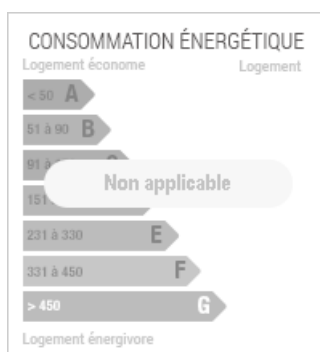 CONSOMMATION ÉNERGÉTIQUE
Logement économe Logement
< 50 A
51 à 90 B
91 à
Non applicable
151
231 à 330 E
331 à 450 F
> 450 G
Logement énergivore